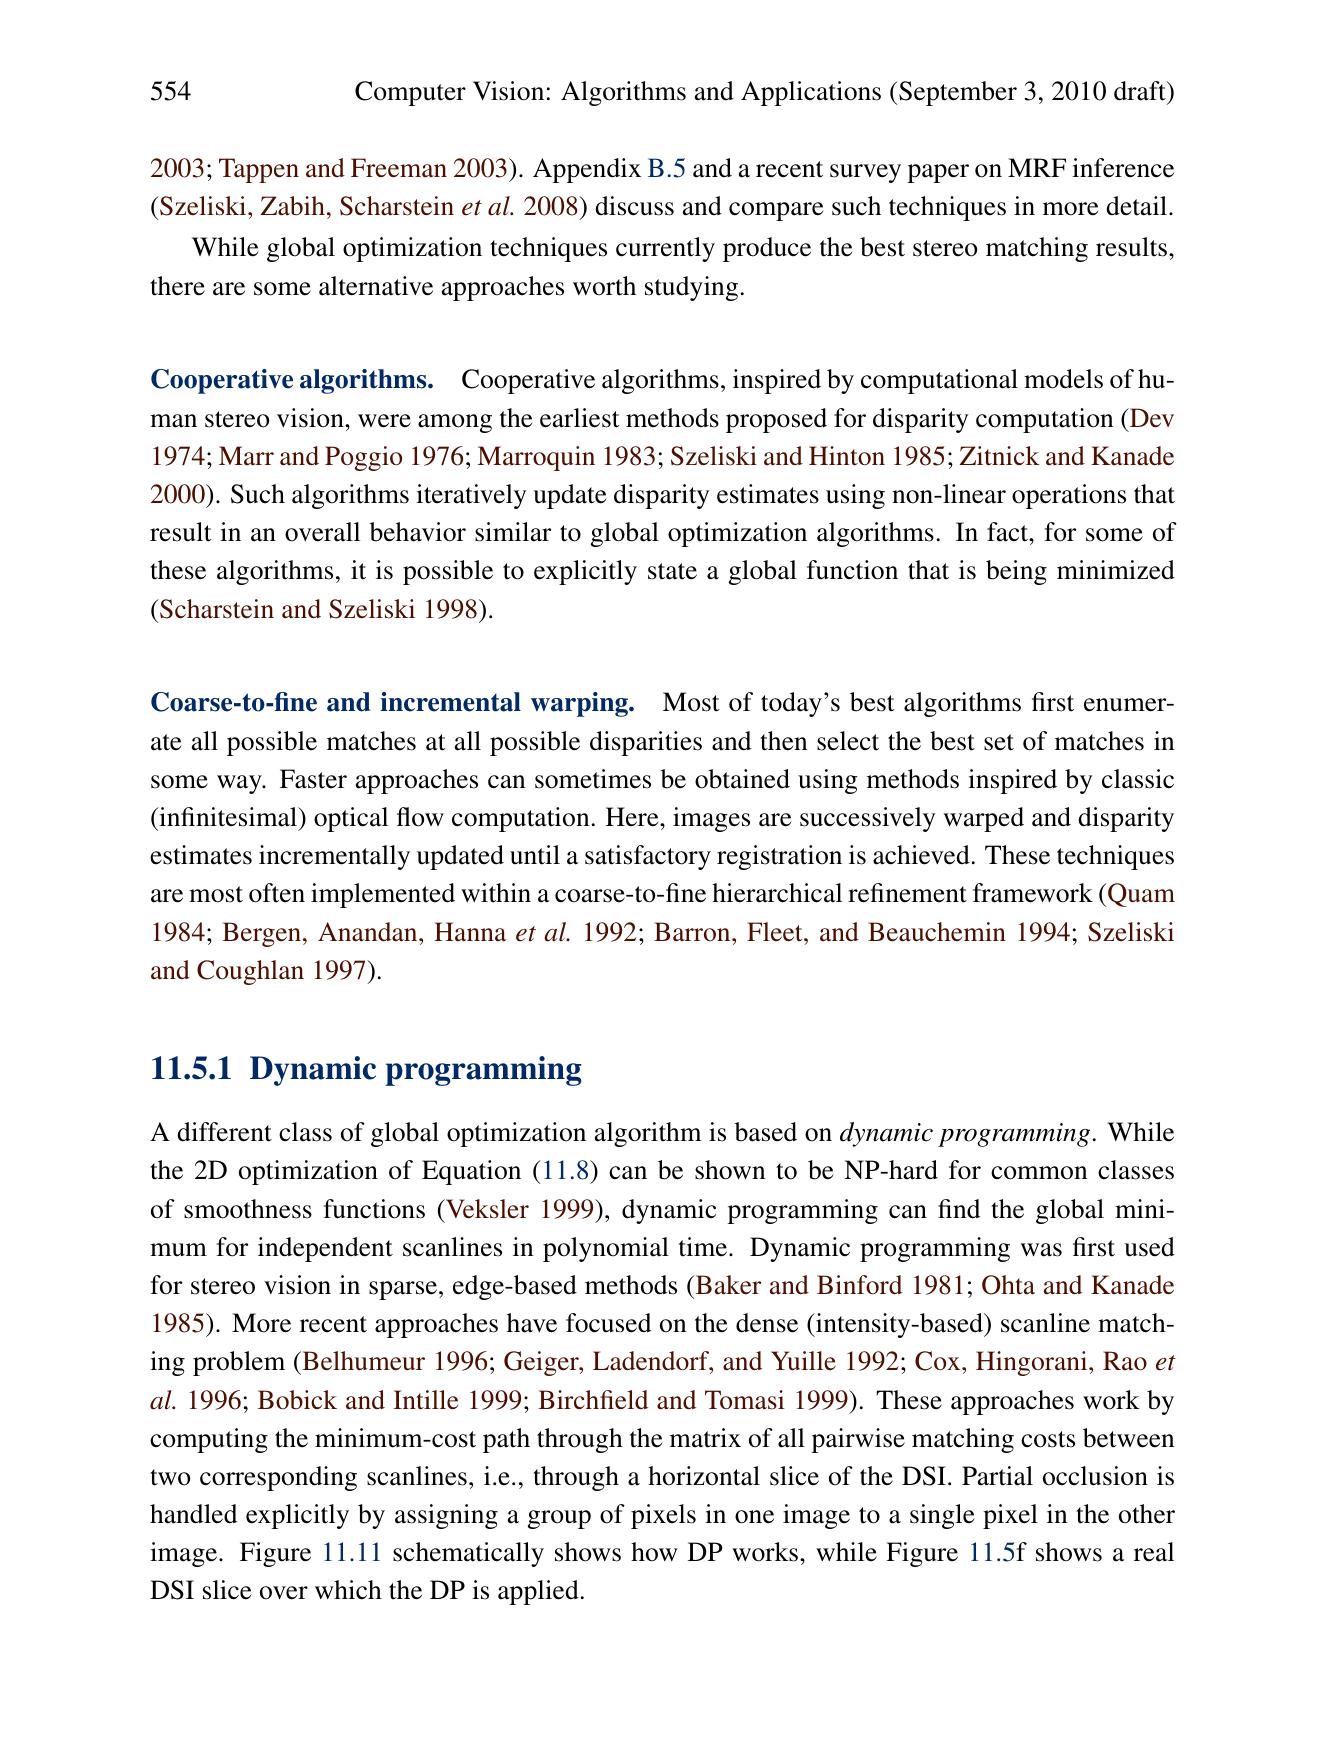 554 Computer Vision: Algorithms and Applications (September 3, 2010 draft)
2003; Tappen and Freeman 2003). Appendix B.5 and a recent survey paper on MRF inference
(Szeliski, Zabih, Scharstein et al. 2008) discuss and compare such techniques in more detail.
While global optimization techniques currently produce the best stereo matching results,
there are some alternative approaches worth studying.
Cooperative algorithms. Cooperative algorithms, inspired by computational models of hu-
man stereo vision, were among the earliest methods proposed for disparity computation (Dev
1974; Marr and Poggio 1976; Marroquin 1983; Szeliski and Hinton 1985; Zitnick and Kanade
2000). Such algorithms iteratively update disparity estimates using non-linear operations that
result in an overall behavior similar to global optimization algorithms. In fact, for some of
these algorithms, it is possible to explicitly state a global function that is being minimized
(Scharstein and Szeliski 1998).
Coarse-to-fine and incremental warping. Most of today's best algorithms first enumer-
ate all possible matches at all possible disparities and then select the best set of matches in
some way. Faster approaches can sometimes be obtained using methods inspired by classic
(infinitesimal) optical flow computation. Here, images are successively warped and disparity
estimates incrementally updated until a satisfactory registration is achieved. These techniques
are most often implemented within a coarse-to-fine hierarchical refinement framework (Quam
1984; Bergen, Anandan, Hanna et al. 1992; Barron, Fleet, and Beauchemin 1994; Szeliski
and Coughlan 1997).
11.5.1 Dynamic programming
A different class of global optimization algorithm is based on dynamic programming. While
the 2D optimization of Equation (11.8) can be shown to be NP-hard for common classes
of smoothness functions (Veksler 1999), dynamic programming can find the global mini-
mum for independent scanlines in polynomial time. Dynamic programming was first used
for stereo vision in sparse, edge-based methods (Baker and Binford 1981; Ohta and Kanade
1985). More recent approaches have focused on the dense (intensity-based) scanline match-
ing problem (Belhumeur 1996; Geiger, Ladendorf, and Yuille 1992; Cox, Hingorani, Rao et
al. 1996; Bobick and Intille 1999; Birchfield and Tomasi 1999). These approaches work by
computing the minimum-cost path through the matrix of all pairwise matching costs between
two corresponding scanlines, i.e., through a horizontal slice of the DSI. Partial occlusion is
handled explicitly by assigning a group of pixels in one image to a single pixel in the other
image. Figure 11.11 schematically shows how DP works, while Figure 11.5f shows a real
DSI slice over which the DP is applied.